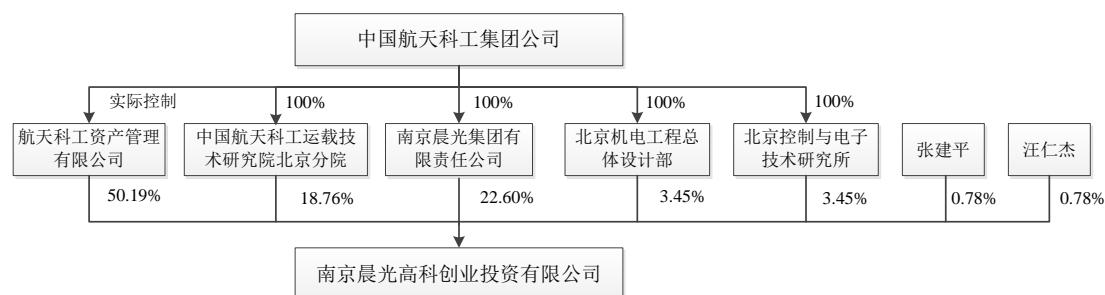 中国航天科工集团公司
实际控制
100%
100%
100%
100%
航天科工资产管理
有限公司
中国航天科工运载技
术研究院北京分院
南京晨光集团有
限责任公司
北京机电工程总
体设计部
北京控制与电子
技术研究所
张建平
汪仁杰
50.19%
18.76%
22.60%
3.45%
3.45%
0.78%
0.78%
南京晨光高科创业投资有限公司